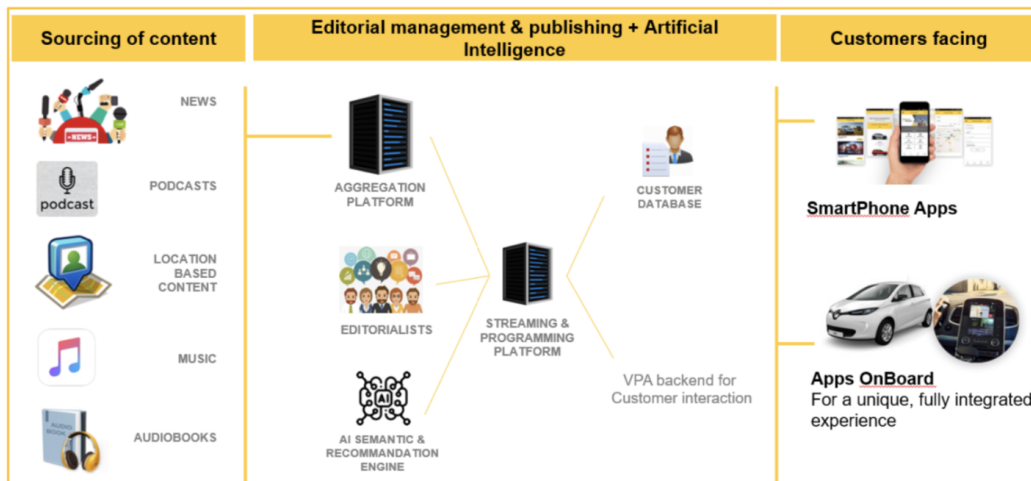 Sourcing of content
Editorial management & publishing + Artificial
Intelligence
Customers facing
NEWS
NEWS
PODCASTS
podcast
LOCATION
BASED
CONTENT
MUSIC
AUDIOBOOKS
AUDIO
BOOK
AGGREGATION
PLATFORM
EDITORIALISTS
AI
AI SEMANTIC &
RECOMMANDATION
ENGINE
STREAMING &
PROGRAMMING
PLATFORM
CUSTOMER
DATABASE
VPA backend for
Customer interaction
SmartPhone Apps
Apps OnBoard
For a unique, fully integrated
experience